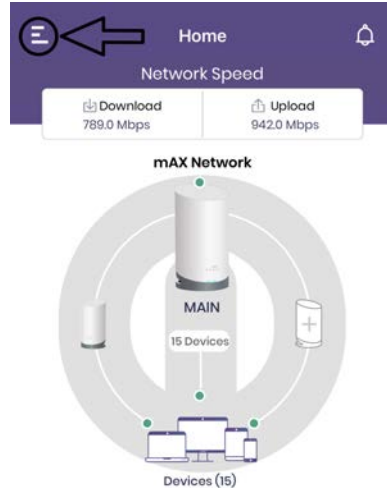 Home
Network Speed
Download
Upload
789.0 Mbps
942.0 Mbps
mAX Network
MAIN
15 Devices
Devices (15)